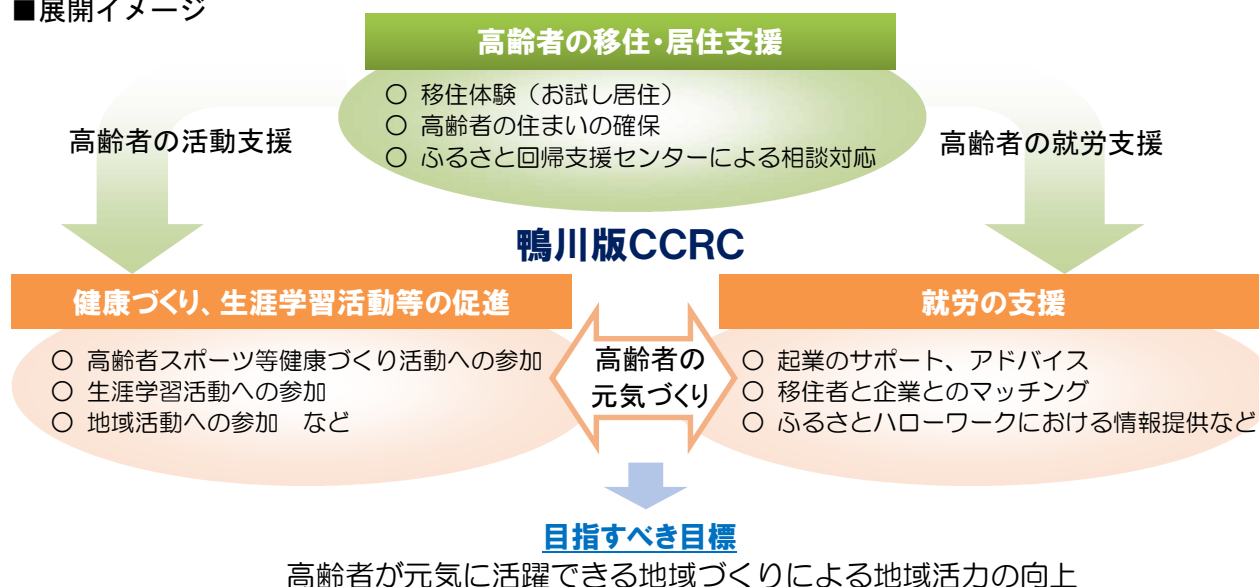 ■展開イメージ
高齢者の移住・居住支援
○ 移住体験（お試し居住）
○ 高齢者の住まいの確保
○ ふるさと回帰支援センターによる相談対応
高齢者の活動支援
高齢者の就労支援
鴨川版CCRC
健康づくり、生涯学習活動等の促進
○ 高齢者スポーツ等健康づくり活動への参加
○ 生涯学習活動への参加
○ 地域活動への参加　など
高齢者の
元気づくり
就労の支援
○ 起業のサポート、アドバイス
○ 移住者と企業とのマッチング
○ ふるさとハローワークにおける情報提供など
目指すべき目標
高齢者が元気に活躍できる地域づくりによる地域活力の向上